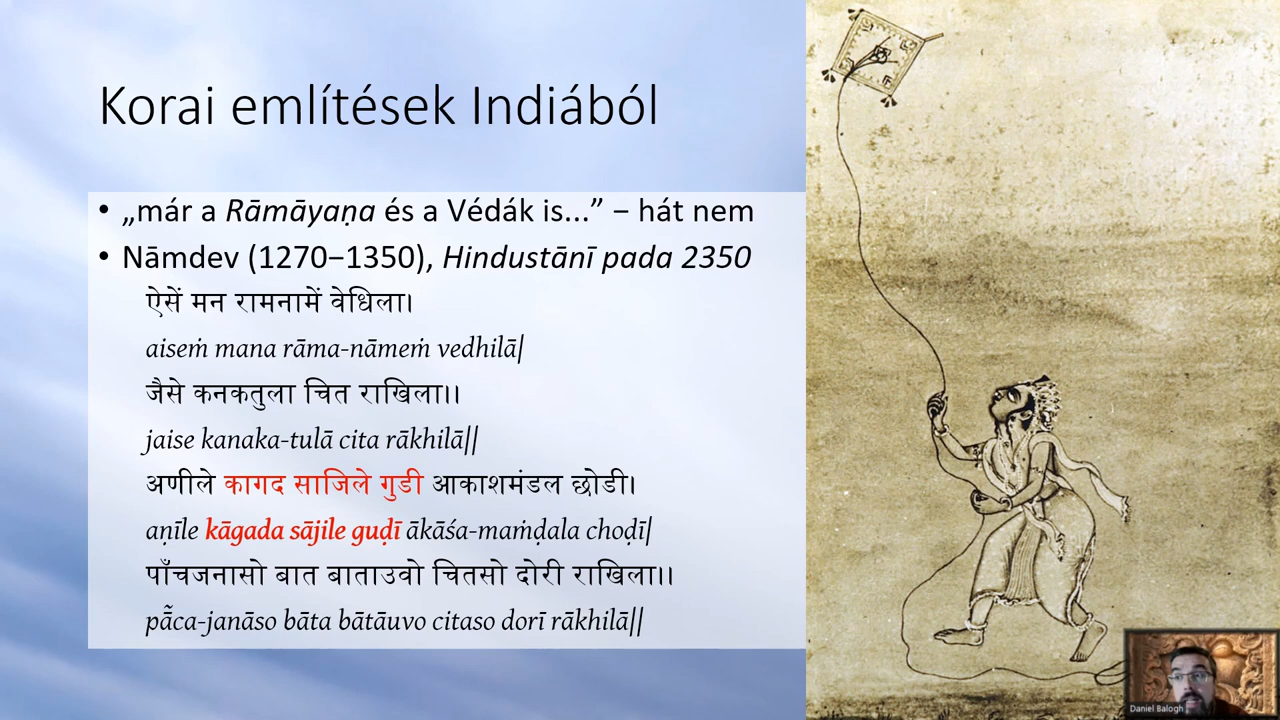 Korai említések Indiából
• „már a Rāmāyaṇa és a Védák is...” – hát nem
• Nāmdev (1270–1350), Hindustānī pada 2350
ऐसें मन रामनामें वेधिला।
aiseṁ mana rāma-nāmeṁ vedhilā|
जैसे कनकतुला चित राखिला।।
jaise kanaka-tulā cita rākhilā||
अणीले कागद साजिले गुडी आकाशमंडल छोडी।
aṇīle kāgada sājile guḍī ākāśa-maṁḍala choḍī|
पाँचजनासो बात बाताउवो चितसो दोरी राखिला।।
pā̃ca-janāso bāta bātāuvo citaso dorī rākhilā||
Daniel Balogh